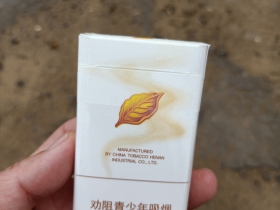 MANUFACTURED
BY CHINA TOBACCO HENAN
INDUSTRIAL CO., LTD.
劝阻青少年吸烟